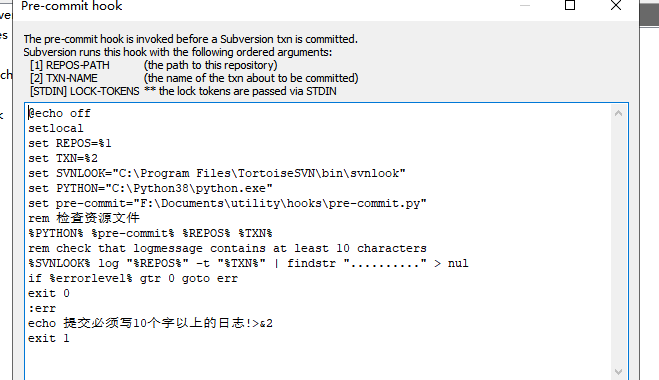 Pre-commit hook
The pre-commit hook is invoked before a Subversion txn is committed.
Subversion runs this hook with the following ordered arguments:
[1] REPOS-PATH (the path to this repository)
[2] TXN-NAME (the name of the txn about to be committed)
[STDIN] LOCK-TOKENS ** the lock tokens are passed via STDIN
@echo off
setlocal
set REPOS=%1
set TXN=%2
set SVNLOOK="C:\Program Files\TortoiseSVN\bin\svnlook"
set PYTHON="C:\Python38\python.exe"
set pre-commit="F:\Documents\utility\hooks\pre-commit.py"
rem 检查资源文件
%PYTHON% %pre-commit% %REPOS% %TXN%
rem check that logmessage contains at least 10 characters
%SVNLOOK% log "%REPOS%" -t "%TXN%" | findstr ".........." > nul
if %errorlevel% gtr 0 goto err
exit 0
:err
echo 提交必须写10个字以上的日志!>&2
exit 1